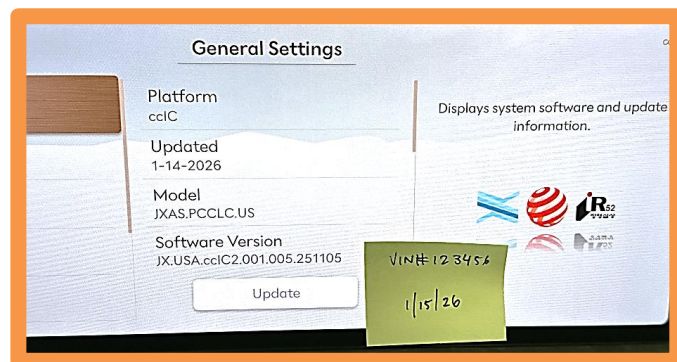 General Settings
Platform
ccIC
Updated
1-14-2026
Model
JXAS.PCCLC.US
Software Version
JX.USA.ccIC2.001.005.251105
Update
Displays system software and update
information.
iR52
VIN# 123456
1/15/26